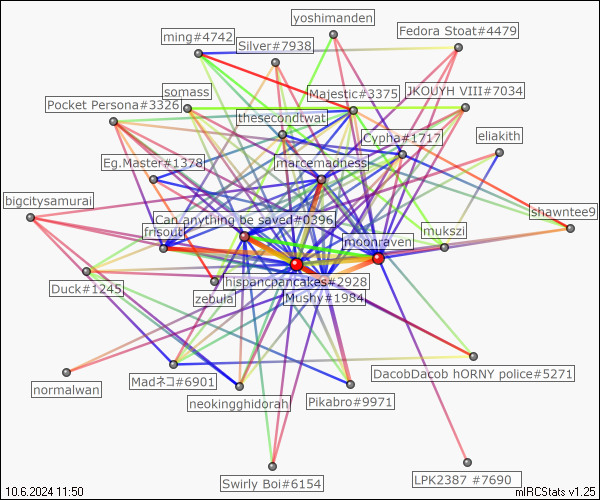 yoshimanden
ming#4742
Fedora Stoat#4479
Silver#7938
somass
Majestic#3375
JKOUYH VIII#7034
Pocket Persona#3326
thesecondtwat
Cypha#1717
eliakith
Eg.Master#1378
marcemadness
bigcitysamurai
Can anything be saved#0396
shawntee9
frisout
moonraven
mukszi
zebula
hispancpancakes#2928
Duck#1245
Mushy#1984
normalwan
Madネコ#6901
DacobDacob hORNY police#5271
neokingghidorah
Pikabro#9971
Swirly Boi#6154
LPK2387 #7690
10.6.2024 11:50
mIRCStats v1.25